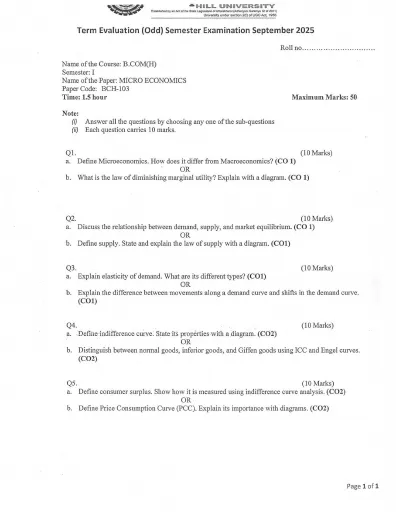 HILL UNIVERSITY
Term Evaluation (Odd) Semester Examination September 2025
Roll no..............................
Name of the Course: B.COM(H)
Semester: I
Name of the Paper: MICRO ECONOMICS
Paper Code: BCH-103
Time: 1.5 hour Maximum Marks: 50
Note:
(i) Answer all the questions by choosing any one of the sub-questions
(ii) Each question carries 10 marks.
Q1. (10 Marks)
a. Define Microeconomics. How does it differ from Macroeconomics? (CO 1)
OR
b. What is the law of diminishing marginal utility? Explain with a diagram. (CO 1)
Q2. (10 Marks)
a. Discuss the relationship between demand, supply, and market equilibrium. (CO 1)
OR
b. Define supply. State and explain the law of supply with a diagram. (CO1)
Q3. (10 Marks)
a. Explain elasticity of demand. What are its different types? (CO1)
OR
b. Explain the difference between movements along a demand curve and shifts in the demand curve.
(CO1)
Q4. (10 Marks)
a. Define indifference curve. State its properties with a diagram. (CO2)
OR
b. Distinguish between normal goods, inferior goods, and Giffen goods using ICC and Engel curves.
(CO2)
Q5. (10 Marks)
a. Define consumer surplus. Show how it is measured using indifference curve analysis. (CO2)
OR
b. Define Price Consumption Curve (PCC). Explain its importance with diagrams. (CO2)
Page 1 of 1